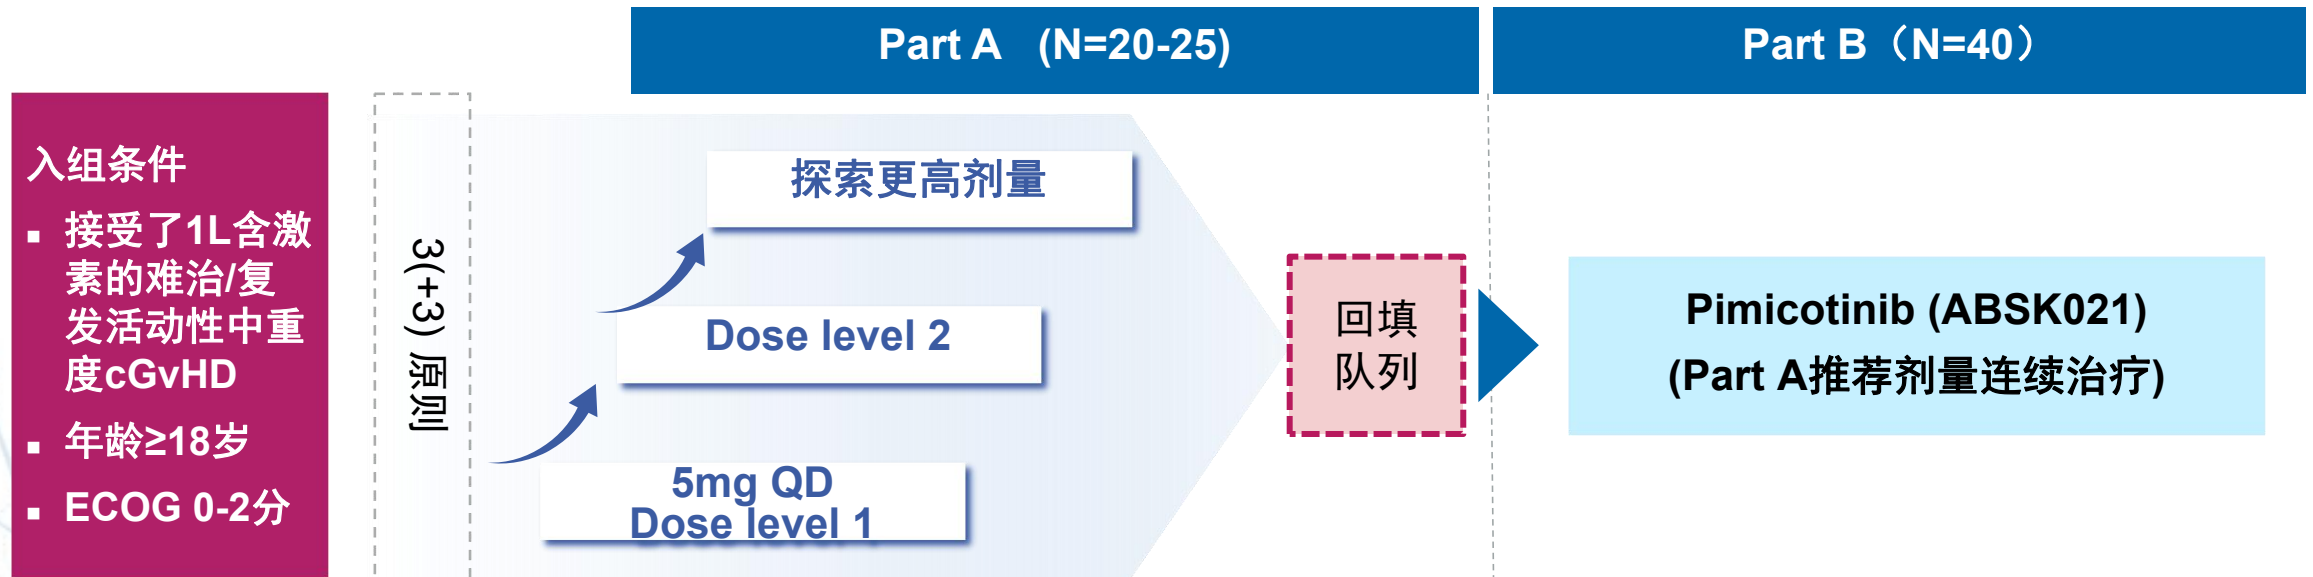 Part A (N=20-25)
Part B（N=40）
入组条件
▪ 接受了1L含激
素的难治/复
发活动性中重
度cGvHD
▪ 年龄≥18岁
▪ ECOG 0-2分
3(+3) 原则
探索更高剂量
Dose level 2
5mg QD
Dose level 1
回填
队列
Pimicotinib (ABSK021)
(Part A推荐剂量连续治疗)